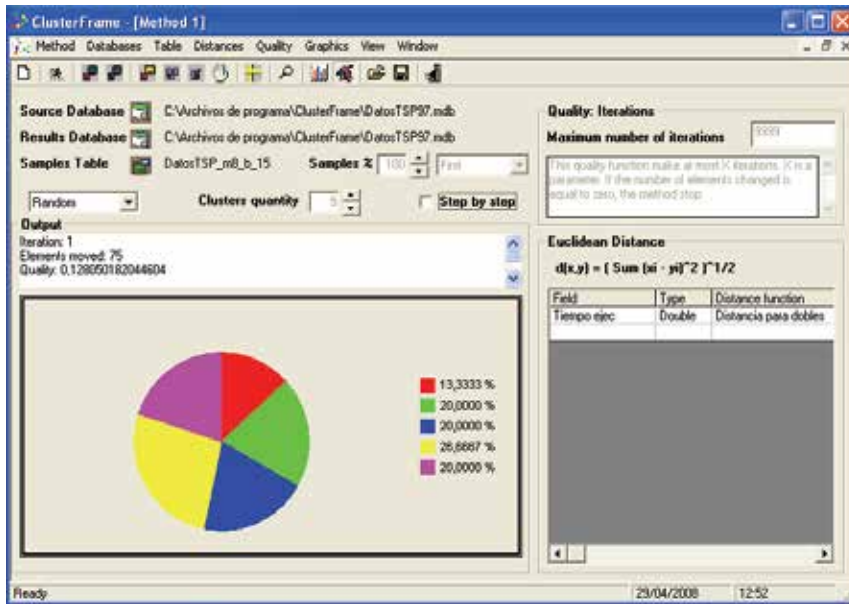 ClusterFrame - [Method 1]
Method Databases Table Distances Quality Graphics View Window
Source Database C:\Archivos de programa\ClusterFrame\DatosTSP97.mdb
Results Database C:\Archivos de programa\ClusterFrame\DatosTSP97.mdb
Samples Table DatosTSP_m8_b_15 Samples % 100 First
Random Clusters quantity 5 Step by step
Output
Iteration: 1
Elements moved: 75
Quality: 0,128050182044604
13,3333 %
20,0000 %
20,0000 %
26,6667 %
20,0000 %
Quality: Iterations
Maximum number of iterations 9999
This quality function make at most X iterations. X is a
parameter. If the number of elements changed is
equal to zero, the method stop
Euclidean Distance
d(x,y) = ( Sum (xi - yi)^2 )^1/2
Field Type Distance function
Tiempo ejec Double Distancia para dobles
Ready 29/04/2008 12:52